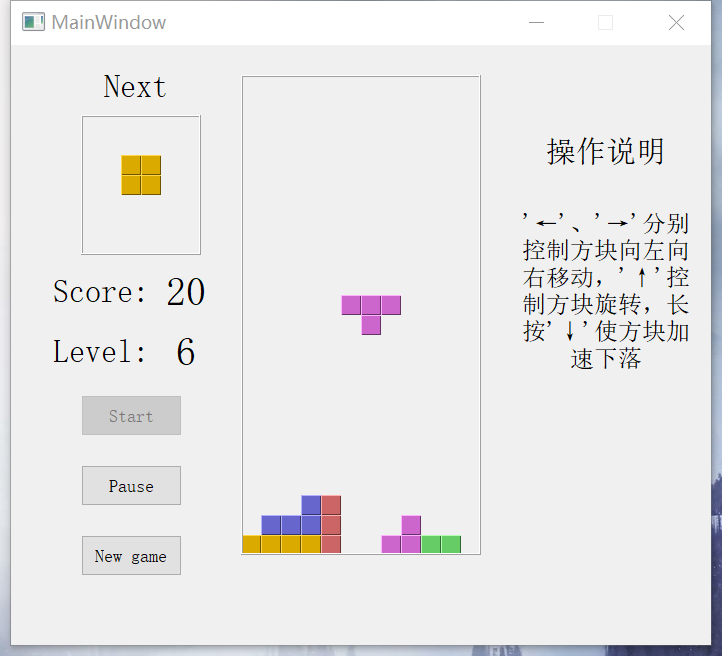 MainWindow
Next
Score: 20
Level: 6
Start
Pause
New game
操作说明
'←'、'→'分别
控制方块向左向
右移动，'↑'控
制方块旋转，长
按'↓'使方块加
速下落